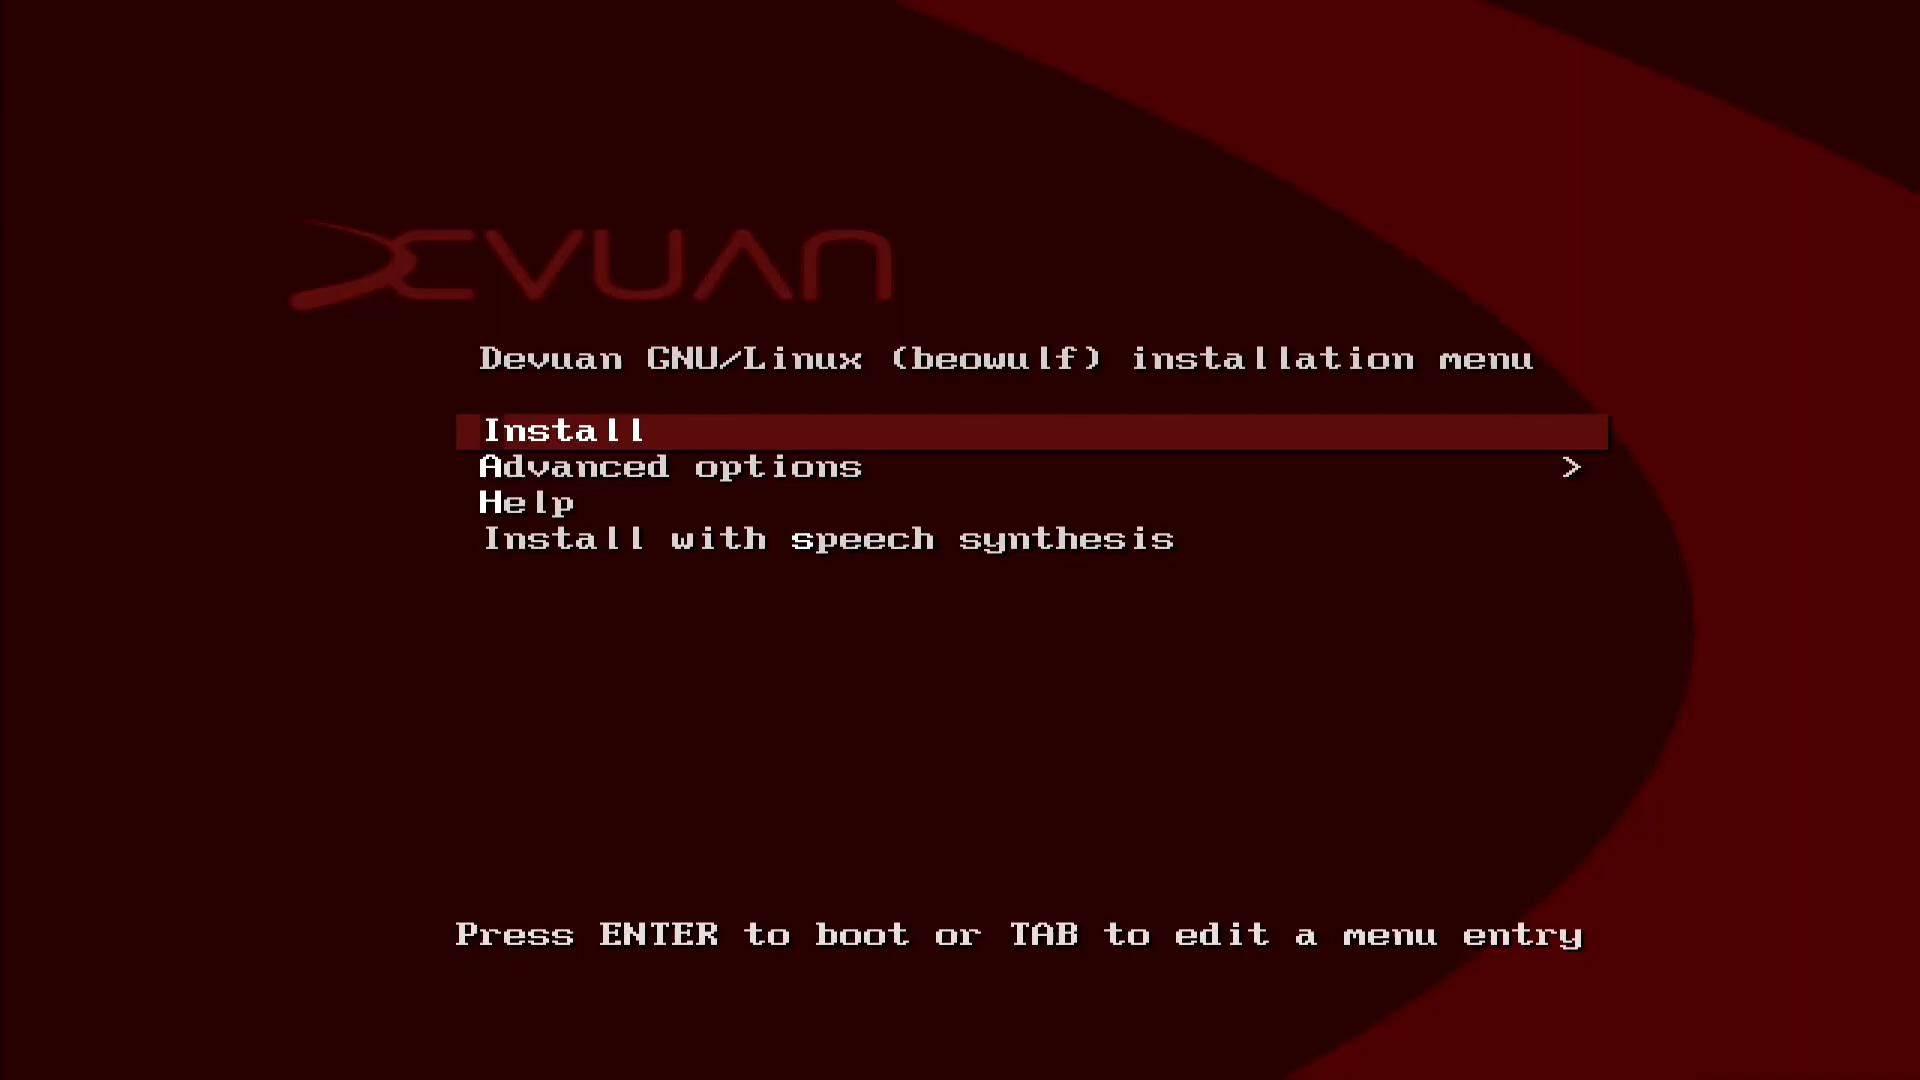 DEVUAN
Devuan GNU/Linux (beowulf) installation menu
Install
Advanced options >
Help
Install with speech synthesis
Press ENTER to boot or TAB to edit a menu entry